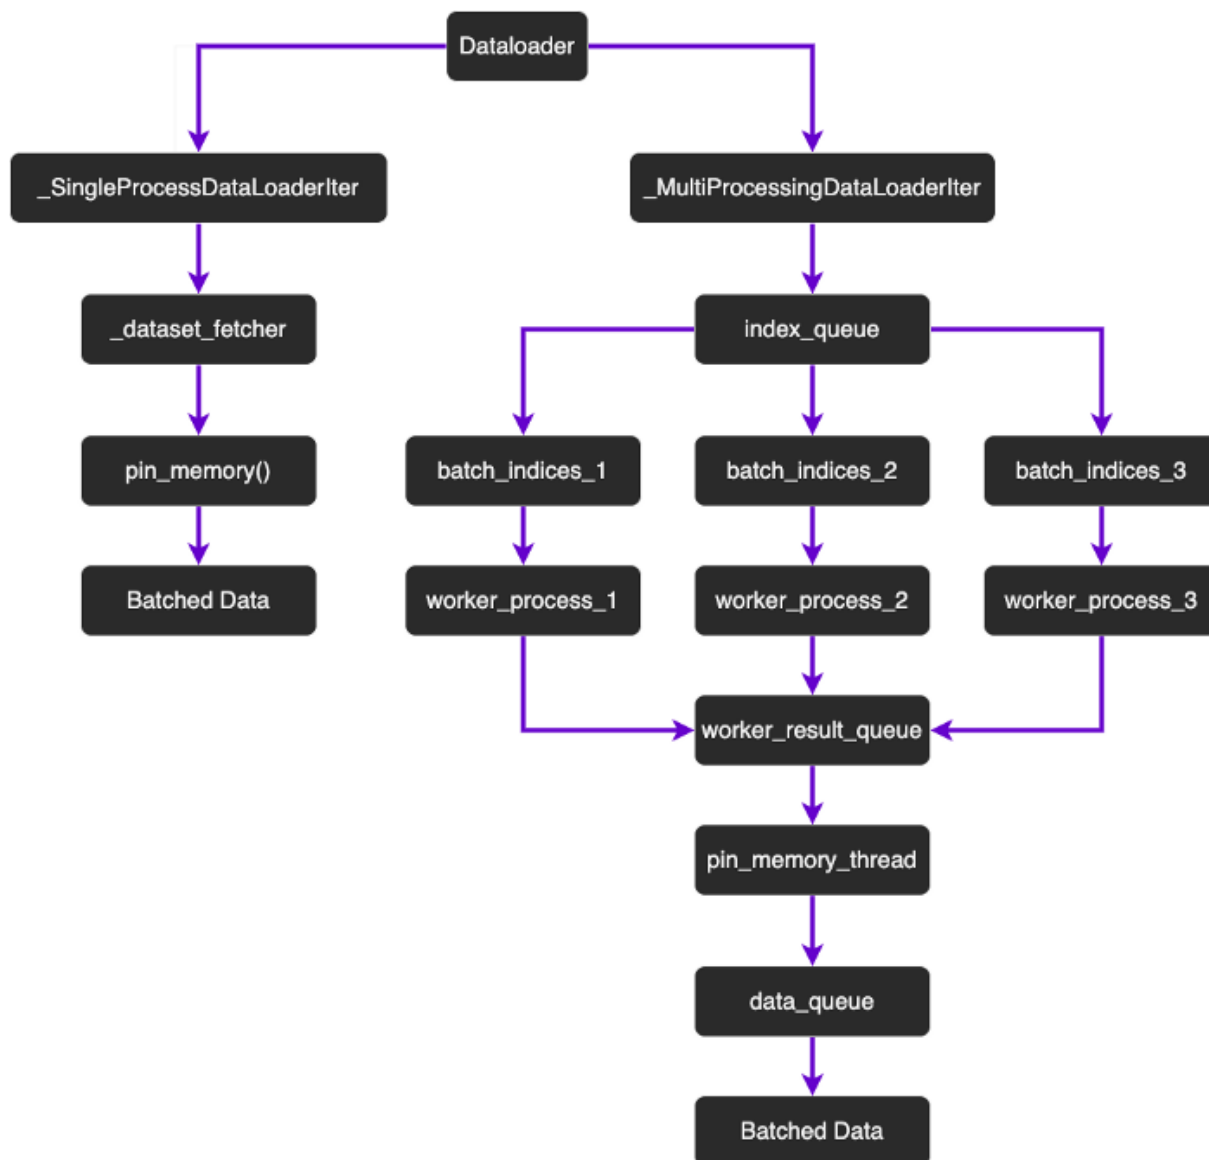 Dataloader
_SingleProcessDataLoaderIter
_MultiProcessingDataLoaderIter
_dataset_fetcher
index_queue
pin_memory()
batch_indices_1
batch_indices_2
batch_indices_3
Batched Data
worker_process_1
worker_process_2
worker_process_3
worker_result_queue
pin_memory_thread
data_queue
Batched Data